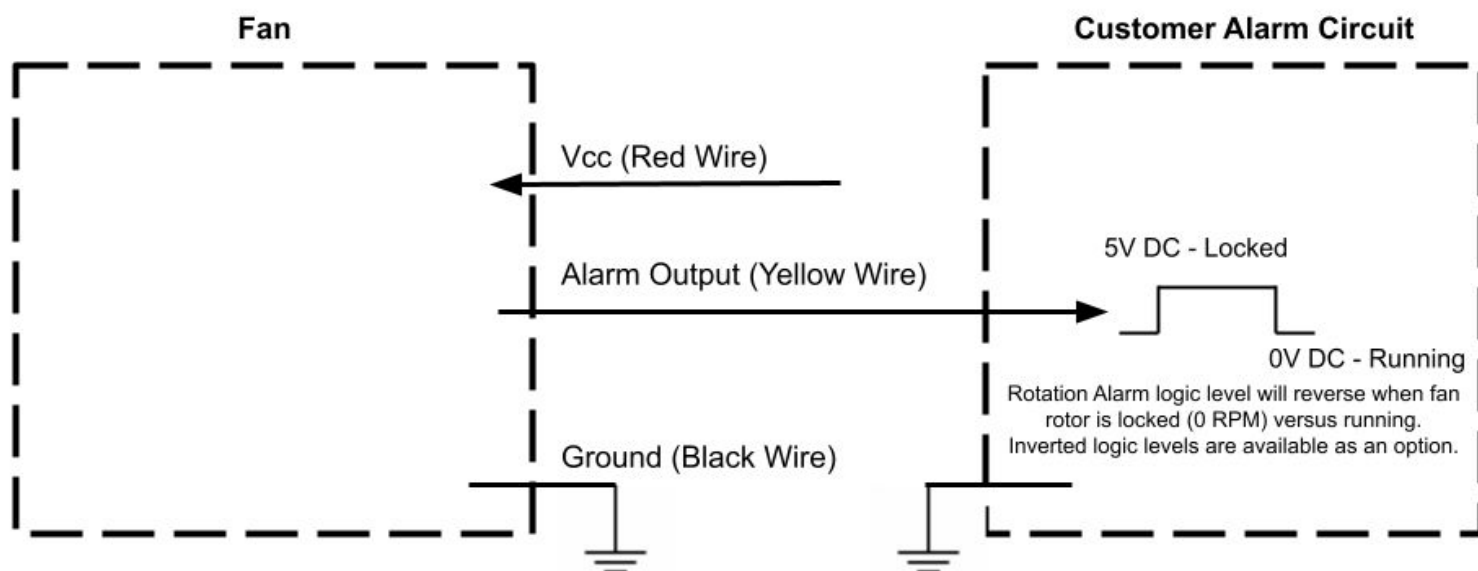 Fan
Customer Alarm Circuit
Vcc (Red Wire)
5V DC - Locked
Alarm Output (Yellow Wire)
0V DC - Running
Rotation Alarm logic level will reverse when fan
rotor is locked (0 RPM) versus running.
Inverted logic levels are available as an option.
Ground (Black Wire)